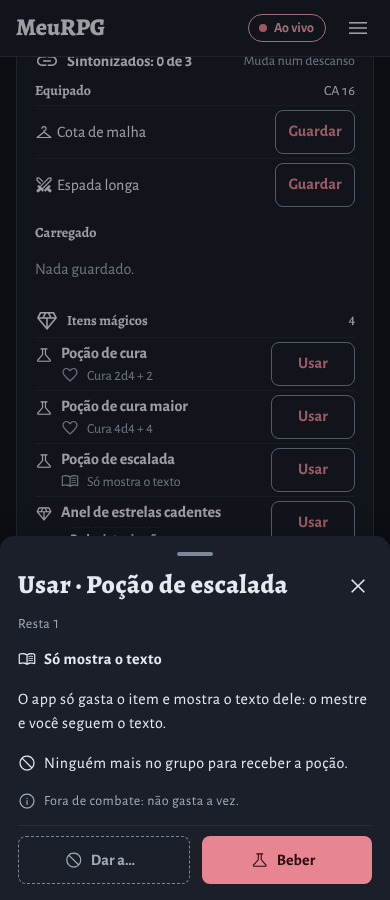 MeuRPG
Ao vivo
Sintonizados: 0 de 3
Muda num descanso
Equipado
CA 16
Cota de malha
Guardar
Espada longa
Guardar
Carregado
Nada guardado.
Itens mágicos
4
Poção de cura
Cura 2d4 + 2
Usar
Poção de cura maior
Cura 4d4 + 4
Usar
Poção de escalada
Só mostra o texto
Usar
Anel de estrelas cadentes
Usar
Usar · Poção de escalada
Resta 1
Só mostra o texto
O app só gasta o item e mostra o texto dele: o mestre
e você seguem o texto.
Ninguém mais no grupo para receber a poção.
Fora de combate: não gasta a vez.
Dar a...
Beber